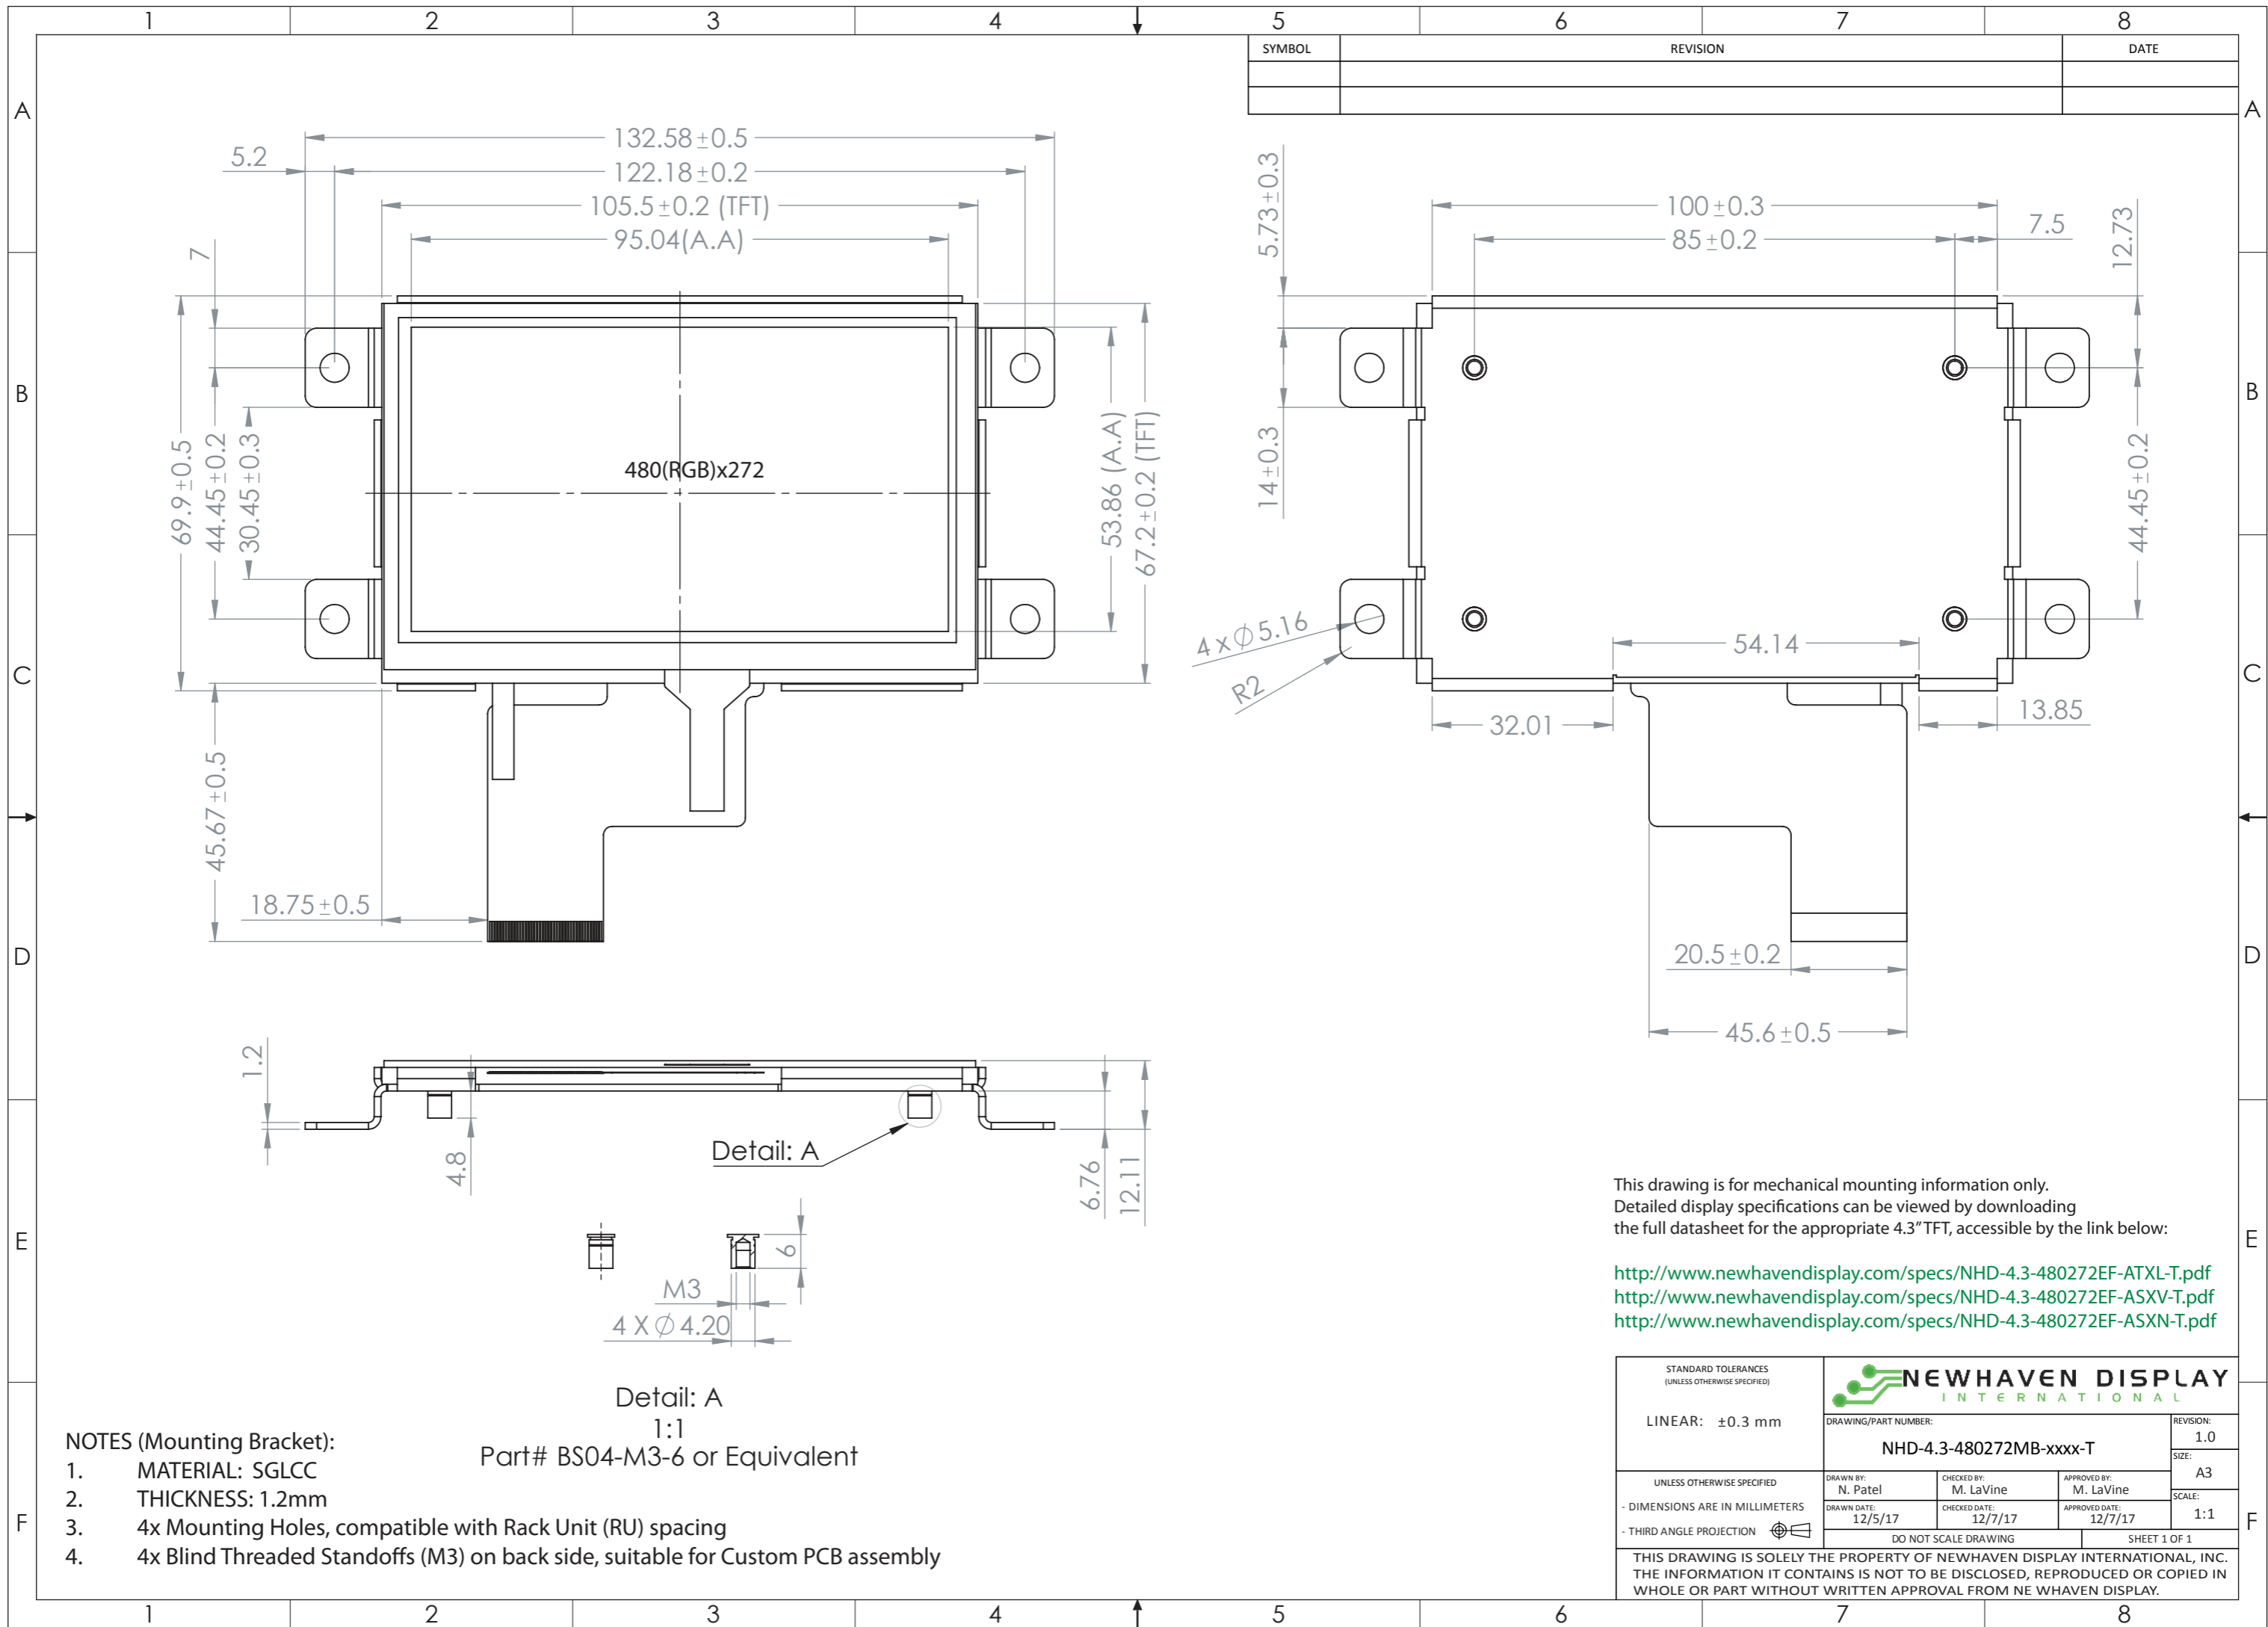 1 2 3 4 5 6 7 8
SYMBOL REVISION DATE
A A
B B
C C
D D
E E
F F
132.58±0.5
5.2
122.18±0.2
105.5±0.2 (TFT)
95.04(A.A)
7
69.9±0.5
44.45±0.2
30.45±0.3
480(RGB)x272
53.86 (A.A)
67.2±0.2 (TFT)
45.67±0.5
18.75±0.5
5.73±0.3
100±0.3
85±0.2
7.5
12.73
14±0.3
44.45±0.2
4 x Ø 5.16
R2
54.14
32.01
13.85
20.5±0.2
45.6±0.5
1.2
4.8
Detail: A
6.76
12.11
6
M3
4 X Ø 4.20
Detail: A
1:1
Part# BS04-M3-6 or Equivalent
NOTES (Mounting Bracket):
1. MATERIAL: SGLCC
2. THICKNESS: 1.2mm
3. 4x Mounting Holes, compatible with Rack Unit (RU) spacing
4. 4x Blind Threaded Standoffs (M3) on back side, suitable for Custom PCB assembly
This drawing is for mechanical mounting information only.
Detailed display specifications can be viewed by downloading
the full datasheet for the appropriate 4.3” TFT, accessible by the link below:
http://www.newhavendisplay.com/specs/NHD-4.3-480272EF-ATXL-T.pdf
http://www.newhavendisplay.com/specs/NHD-4.3-480272EF-ASXV-T.pdf
http://www.newhavendisplay.com/specs/NHD-4.3-480272EF-ASXN-T.pdf
STANDARD TOLERANCES
(UNLESS OTHERWISE SPECIFIED)
LINEAR: ±0.3 mm
NEWHAVEN DISPLAY
INTERNATIONAL
DRAWING/PART NUMBER:
NHD-4.3-480272MB-xxxx-T
REVISION:
1.0
SIZE:
A3
SCALE:
1:1
UNLESS OTHERWISE SPECIFIED
- DIMENSIONS ARE IN MILLIMETERS
- THIRD ANGLE PROJECTION
DRAWN BY: CHECKED BY: APPROVED BY:
N. Patel M. LaVine M. LaVine
DRAWN DATE: CHECKED DATE: APPROVED DATE:
12/5/17 12/7/17 12/7/17
DO NOT SCALE DRAWING SHEET 1 OF 1
THIS DRAWING IS SOLELY THE PROPERTY OF NEWHAVEN DISPLAY INTERNATIONAL, INC.
THE INFORMATION IT CONTAINS IS NOT TO BE DISCLOSED, REPRODUCED OR COPIED IN
WHOLE OR PART WITHOUT WRITTEN APPROVAL FROM NE WHAVEN DISPLAY.
1 2 3 4 5 6 7 8